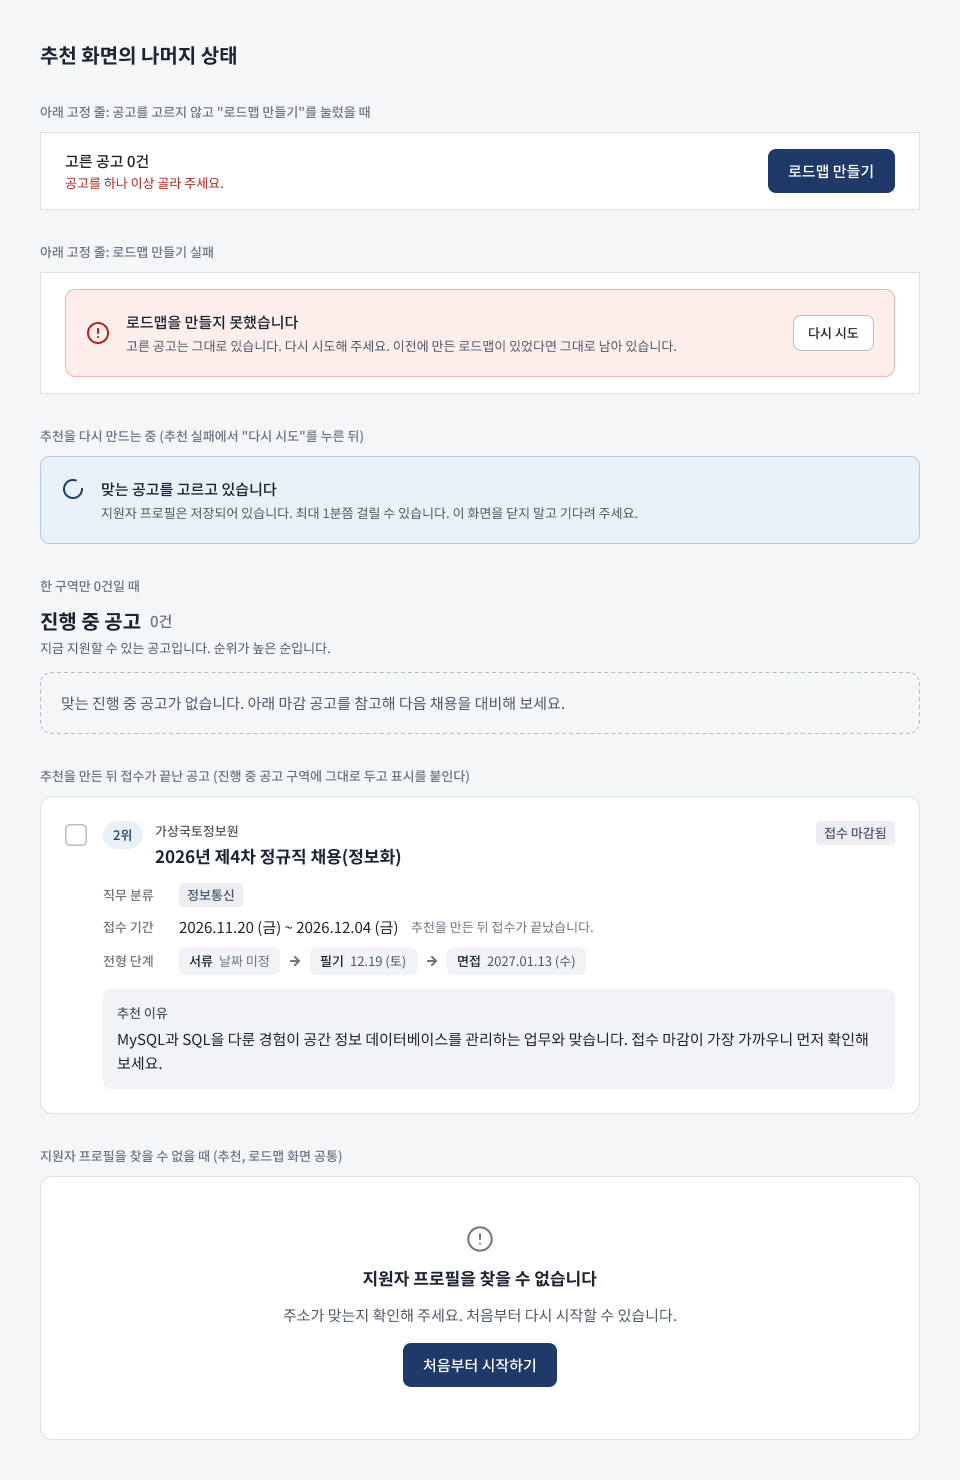 추천 화면의 나머지 상태
아래 고정 줄: 공고를 고르지 않고 "로드맵 만들기"를 눌렀을 때
고른 공고 0건
공고를 하나 이상 골라 주세요.
로드맵 만들기
아래 고정 줄: 로드맵 만들기 실패
로드맵을 만들지 못했습니다
고른 공고는 그대로 있습니다. 다시 시도해 주세요. 이전에 만든 로드맵이 있었다면 그대로 남아 있습니다.
다시 시도
추천을 다시 만드는 중 (추천 실패에서 "다시 시도"를 누른 뒤)
맞는 공고를 고르고 있습니다
지원자 프로필은 저장되어 있습니다. 최대 1분쯤 걸릴 수 있습니다. 이 화면을 닫지 말고 기다려 주세요.
한 구역만 0건일 때
진행 중 공고 0건
지금 지원할 수 있는 공고입니다. 순위가 높은 순입니다.
맞는 진행 중 공고가 없습니다. 아래 마감 공고를 참고해 다음 채용을 대비해 보세요.
추천을 만든 뒤 접수가 끝난 공고 (진행 중 공고 구역에 그대로 두고 표시를 붙인다)
2위
가상국토정보원
접수 마감됨
2026년 제4차 정규직 채용(정보화)
직무 분류 정보통신
접수 기간 2026.11.20 (금) ~ 2026.12.04 (금) 추천을 만든 뒤 접수가 끝났습니다.
전형 단계 서류 날짜 미정 → 필기 12.19 (토) → 면접 2027.01.13 (수)
추천 이유
MySQL과 SQL을 다룬 경험이 공간 정보 데이터베이스를 관리하는 업무와 맞습니다. 접수 마감이 가장 가까우니 먼저 확인해
보세요.
지원자 프로필을 찾을 수 없을 때 (추천, 로드맵 화면 공통)
지원자 프로필을 찾을 수 없습니다
주소가 맞는지 확인해 주세요. 처음부터 다시 시작할 수 있습니다.
처음부터 시작하기